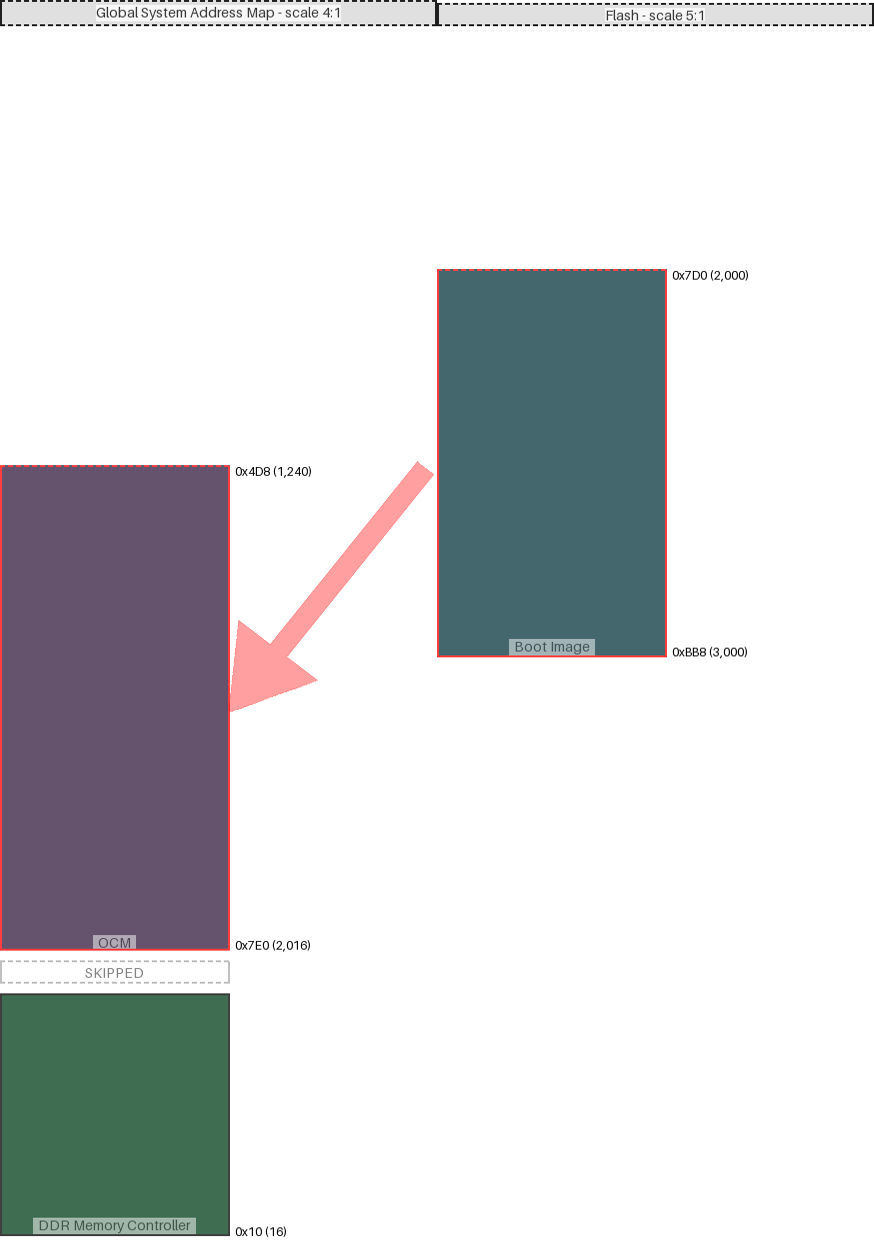 Global System Address Map - scale 4:1
Flash - scale 5:1
0x7D0 (2,000)
0x4D8 (1,240)
Boot Image
0xBB8 (3,000)
OCM
0x7E0 (2,016)
SKIPPED
DDR Memory Controller
0x10 (16)